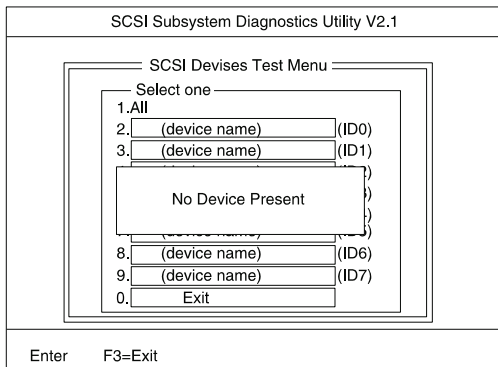 SCSI Subsystem Diagnostics Utility V2.1
SCSI Devises Test Menu
Select one
1.All
2. (device name) (ID0)
3. (device name) (ID1)
No Device Present
8. (device name) (ID6)
9. (device name) (ID7)
0. Exit
Enter F3=Exit